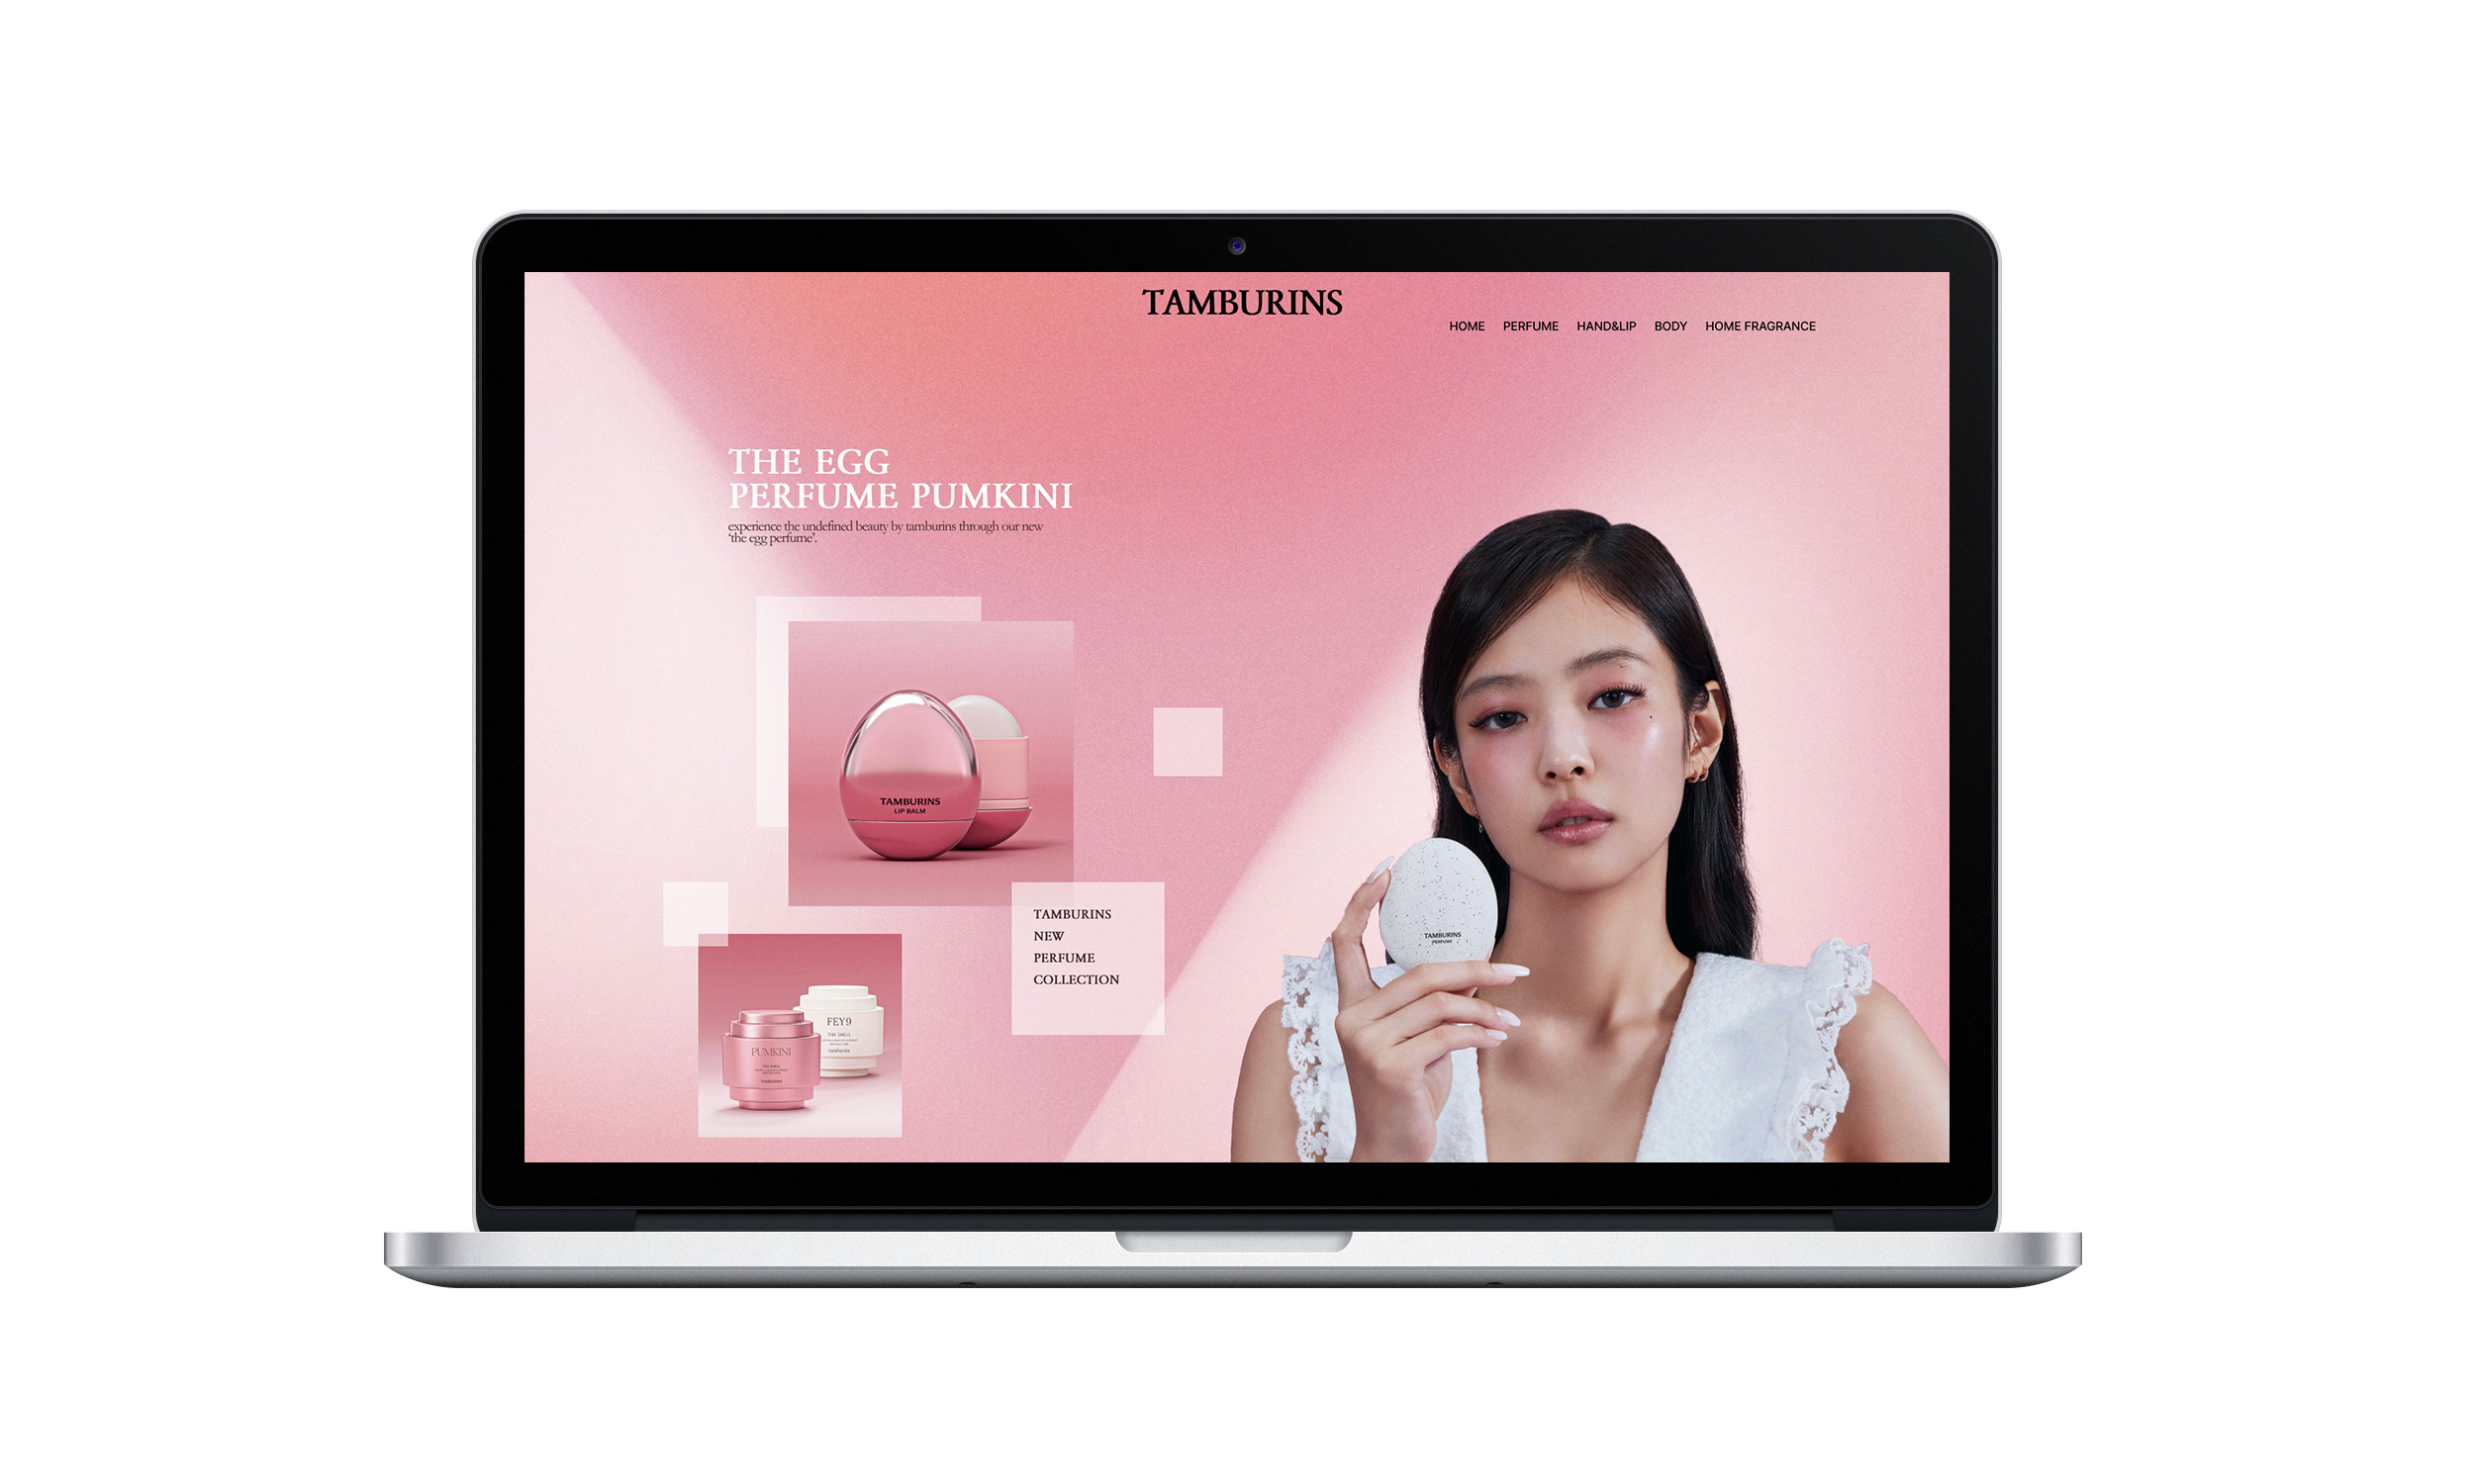 TAMBURINS
HOME PERFUME HAND&LIP BODY HOME FRAGRANCE
THE EGG
PERFUME PUMKINI
experience the undefined beauty by tamburins through our new
‘the egg perfume’.
TAMBURINS
LIP BALM
TAMBURINS
NEW
PERFUME
COLLECTION
TAMBURINS
PERFUME
FEY9
THE SHELL
tamburins
PUMKINI
THE SHELL
TAMBURINS